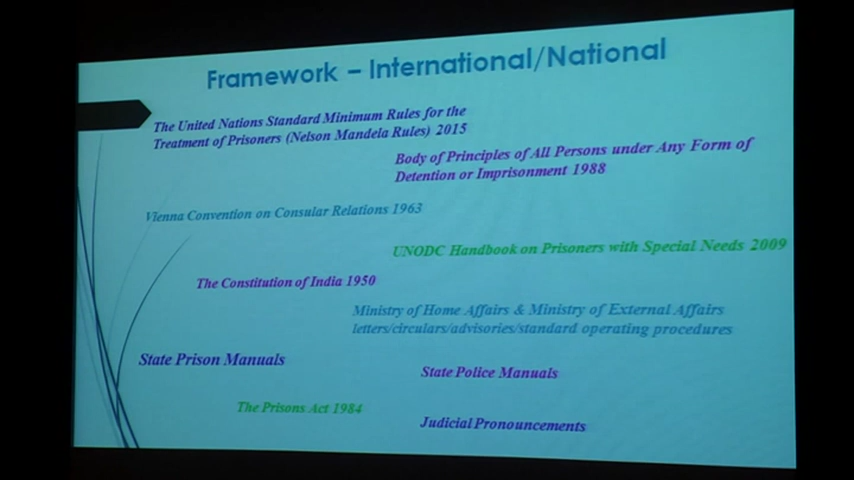 Framework – International/National
The United Nations Standard Minimum Rules for the
Treatment of Prisoners (Nelson Mandela Rules) 2015
Body of Principles of All Persons under Any Form of
Detention or Imprisonment 1988
Vienna Convention on Consular Relations 1963
UNODC Handbook on Prisoners with Special Needs 2009
The Constitution of India 1950
Ministry of Home Affairs & Ministry of External Affairs
letters/circulars/advisories/standard operating procedures
State Prison Manuals
State Police Manuals
The Prisons Act 1984
Judicial Pronouncements